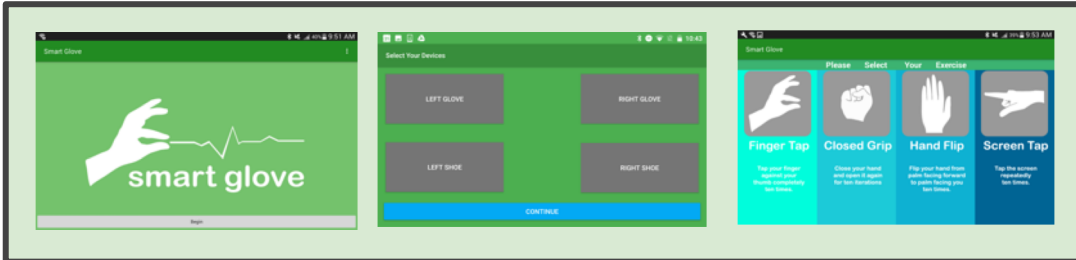 9:51 AM
Smart Glove
smart glove
Begin
10:43
Select Your Devices
LEFT GLOVE
RIGHT GLOVE
LEFT SHOE
RIGHT SHOE
CONTINUE
9:53 AM
Smart Glove
Please Select Your Exercise
Finger Tap
Tap your finger
against your
thumb completely
ten times.
Closed Grip
Close your hand
and open it again
for ten iterations
Hand Flip
Flip your hand from
palm facing forward
to palm facing you
ten times.
Screen Tap
Tap the screen
repeatedly
ten times.